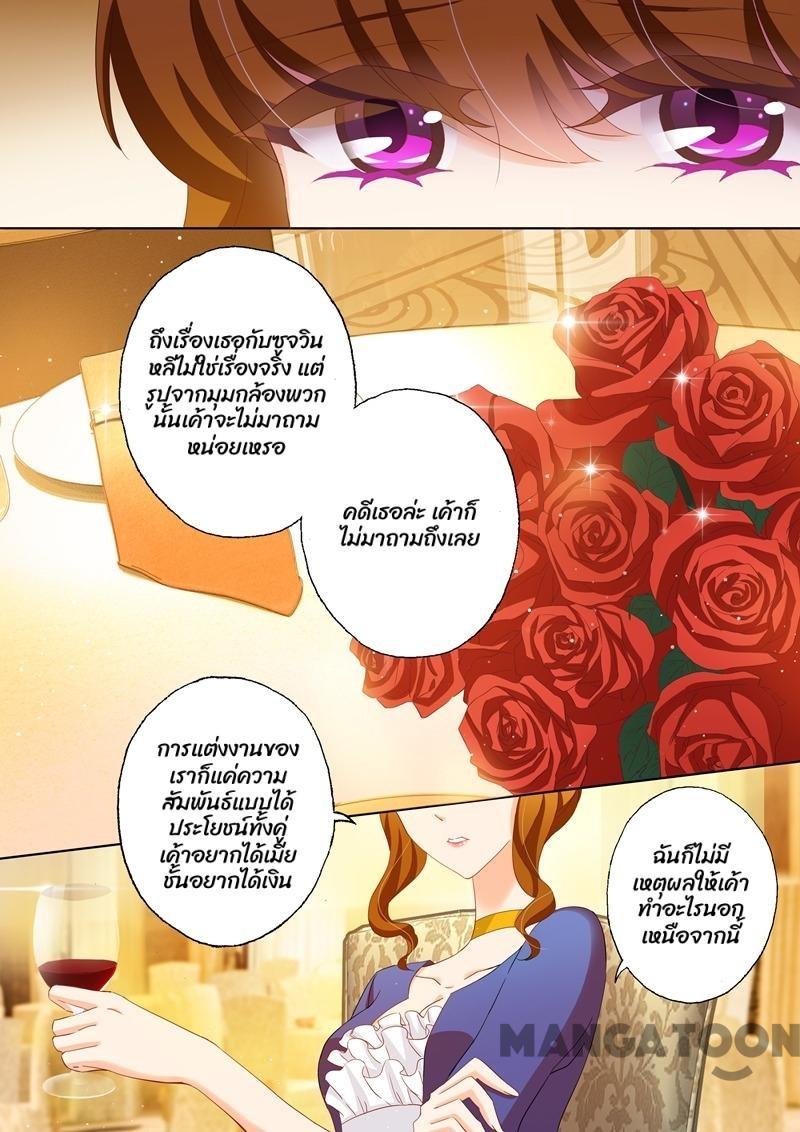 ถึงเรื่องเธอกับซูจวิน
หลีไม่ใช่เรื่องจริง แต่
รูปจากมุมกล้องพวก
นั้นเค้าจะไม่มาถาม
หน่อยเหรอ
คดีเธอล่ะ เค้าก็
ไม่มาถามถึงเลย
การแต่งงานของ
เราก็แค่ความ
สัมพันธ์แบบได้
ประโยชน์ทั้งคู่
เค้าอยากได้เมีย
ชั้นอยากได้เงิน
ฉันก็ไม่มี
เหตุผลให้เค้า
ทำอะไรนอก
เหนือจากนี้
MANGATOON